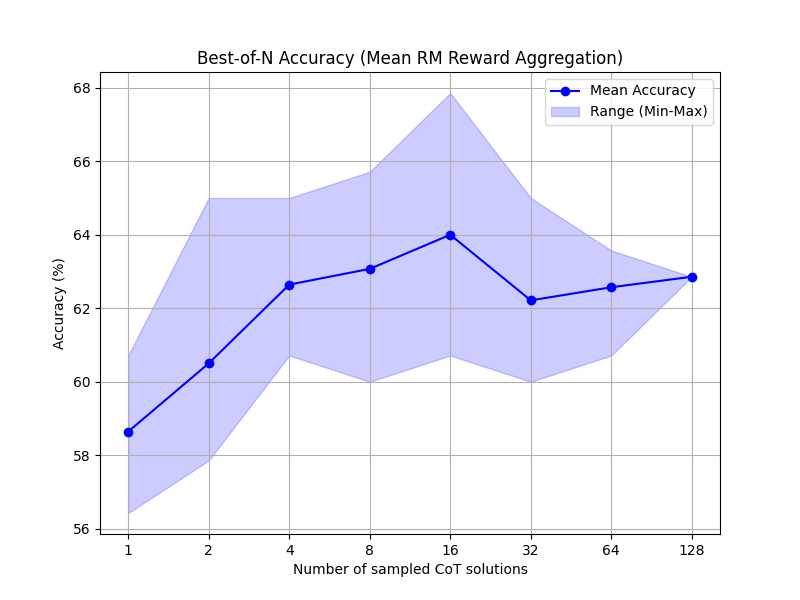 Best-of-N Accuracy (Mean RM Reward Aggregation)
Mean Accuracy
Range (Min-Max)
68
66
64
62
60
58
56
Accuracy (%)
1 2 4 8 16 32 64 128
Number of sampled CoT solutions